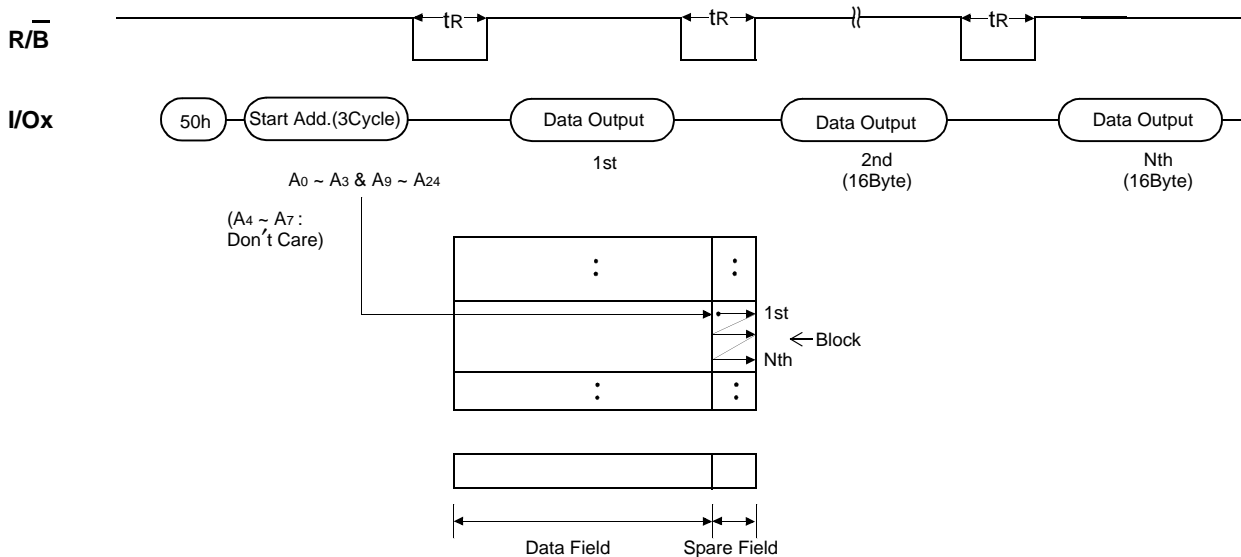 R/B
tR
tR
tR
I/Ox
50h
Start Add.(3Cycle)
Data Output
Data Output
Data Output
1st
2nd
(16Byte)
Nth
(16Byte)
A0 ~ A3 & A9 ~ A24
(A4 ~ A7 :
Don't Care)
1st
Block
Nth
Data Field
Spare Field